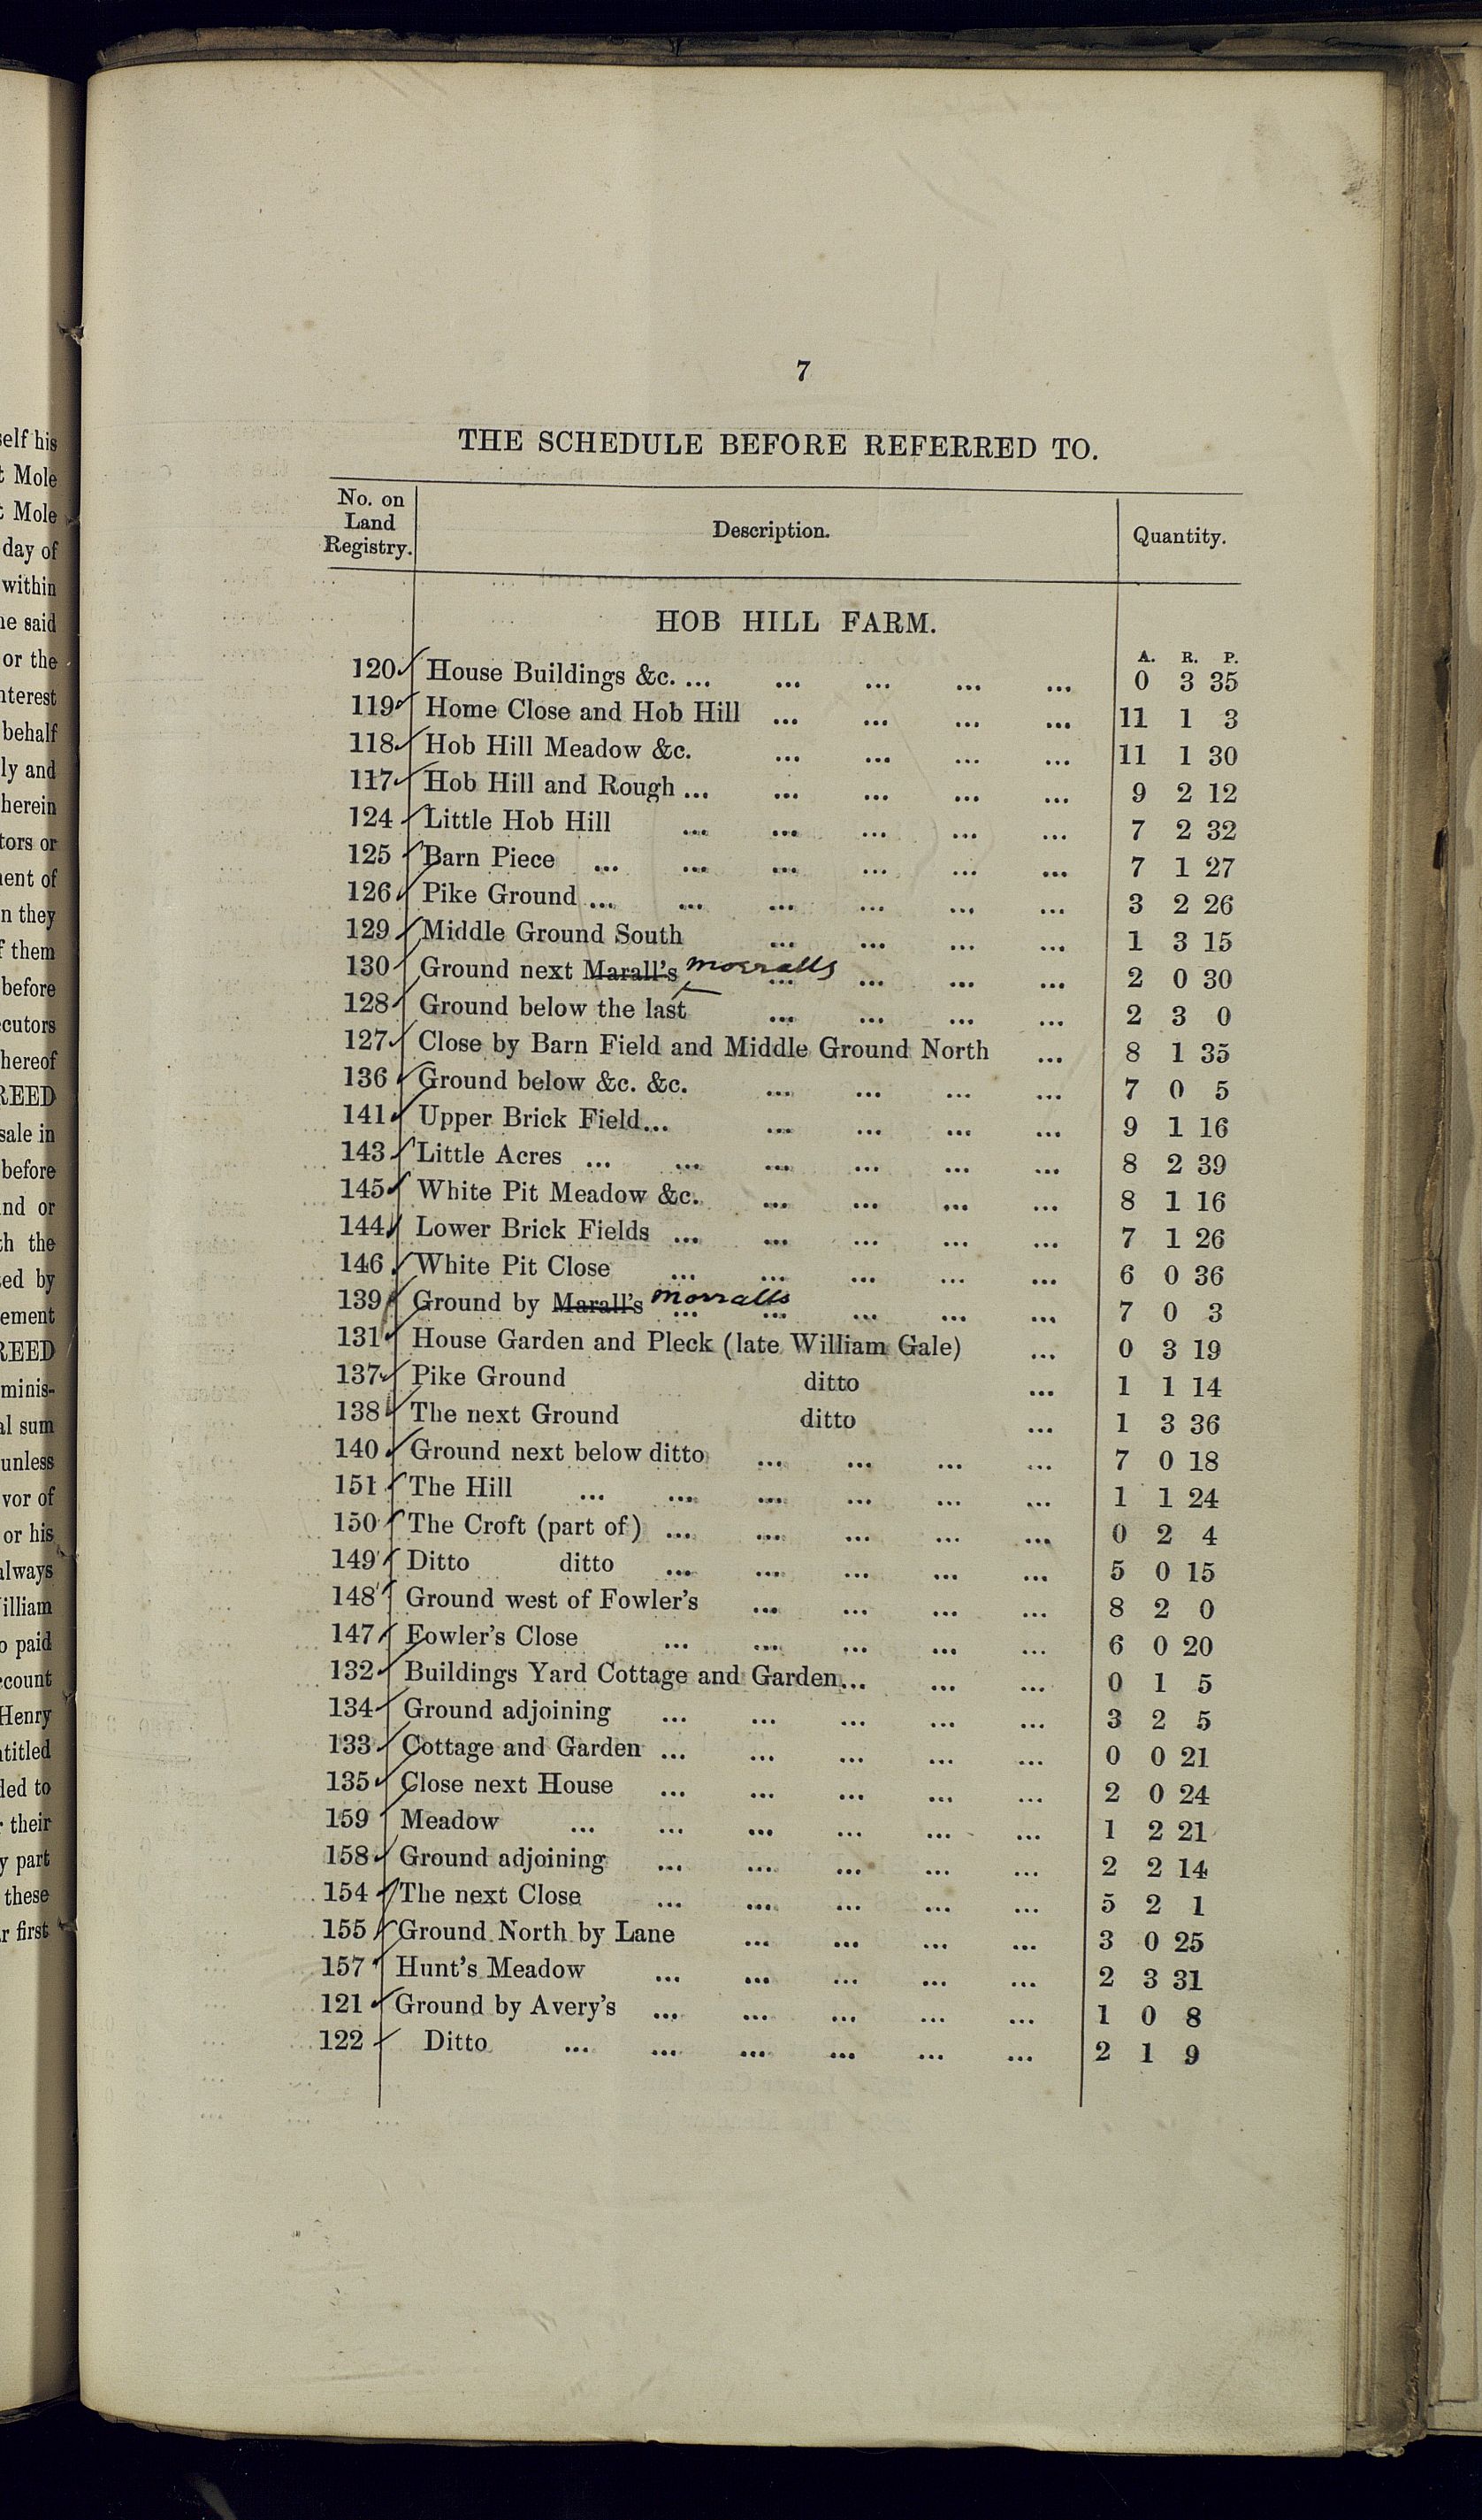 7
THE SCHEDULE BEFORE REFERRED TO.
No. on Land Registry. Description. Quantity.
HOB HILL FARM.
A. R. P.
120 House Buildings &c. ... ... ... ... ... 0 3 35
119 Home Close and Hob Hill ... ... ... ... 11 1 3
118 Hob Hill Meadow &c. ... ... ... ... 11 1 30
117 Hob Hill and Rough ... ... ... ... ... 9 2 12
124 Little Hob Hill ... ... ... ... ... 7 2 32
125 Barn Piece ... ... ... ... ... ... 7 1 27
126 Pike Ground ... ... ... ... ... ... 3 2 26
129 Middle Ground South ... ... ... ... 1 3 15
130 Ground next Marall's Morralls ... ... ... ... 2 0 30
128 Ground below the last ... ... ... ... 2 3 0
127 Close by Barn Field and Middle Ground North ... 8 1 35
136 Ground below &c. &c. ... ... ... ... 7 0 5
141 Upper Brick Field... ... ... ... ... 9 1 16
143 Little Acres ... ... ... ... ... ... 8 2 39
145 White Pit Meadow &c. ... ... ... ... 8 1 16
144 Lower Brick Fields ... ... ... ... ... 7 1 26
146 White Pit Close ... ... ... ... ... 6 0 36
139 Ground by Marall's Morralls ... ... ... ... ... 7 0 3
131 House Garden and Pleck (late William Gale) ... 0 3 19
137 Pike Ground ditto ... 1 1 14
138 The next Ground ditto ... 1 3 36
140 Ground next below ditto ... ... ... ... 7 0 18
151 The Hill ... ... ... ... ... ... 1 1 24
150 The Croft (part of) ... ... ... ... ... 0 2 4
149 Ditto ditto ... ... ... ... ... 5 0 15
148 Ground west of Fowler's ... ... ... ... 8 2 0
147 Fowler's Close ... ... ... ... ... 6 0 20
132 Buildings Yard Cottage and Garden... ... ... 0 1 5
134 Ground adjoining ... ... ... ... ... 3 2 5
133 Cottage and Garden ... ... ... ... ... 0 0 21
135 Close next House ... ... ... ... ... 2 0 24
159 Meadow ... ... ... ... ... ... 1 2 21
158 Ground adjoining ... ... ... ... ... 2 2 14
154 The next Close ... ... ... ... ... 5 2 1
155 Ground North by Lane ... ... ... ... 3 0 25
157 Hunt's Meadow ... ... ... ... ... 2 3 31
121 Ground by Avery's ... ... ... ... ... 1 0 8
122 Ditto ... ... ... ... ... ... 2 1 9